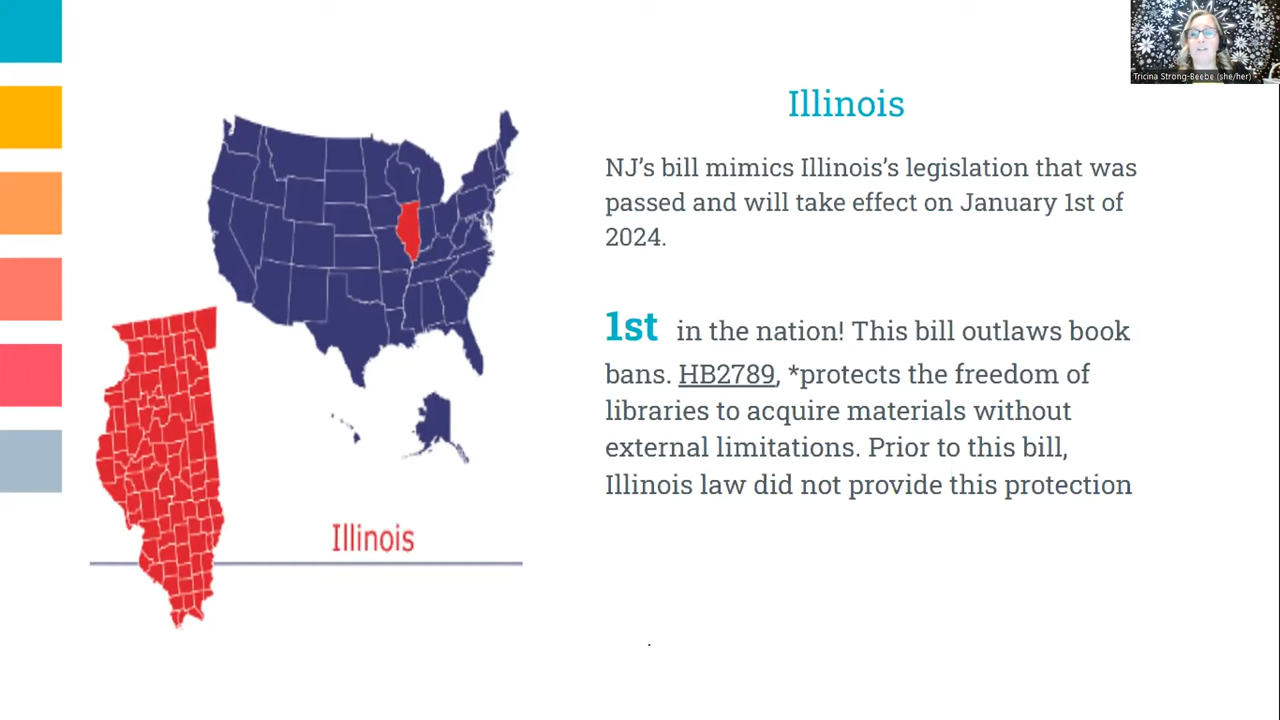 Tricina Strong-Beebe (she/her)
Illinois
NJ’s bill mimics Illinois’s legislation that was
passed and will take effect on January 1st of
2024.
1st in the nation! This bill outlaws book
bans. HB2789, *protects the freedom of
libraries to acquire materials without
external limitations. Prior to this bill,
Illinois law did not provide this protection
Illinois
.